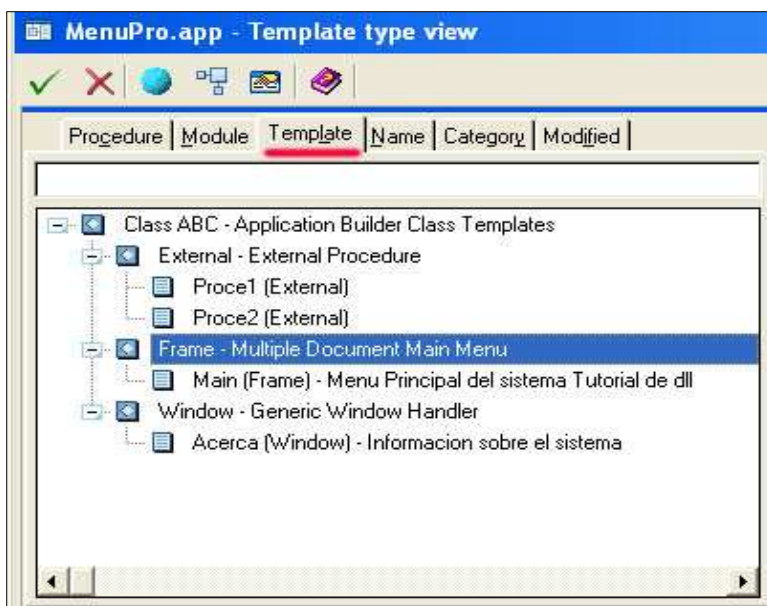 MenuPro.app - Template type view
Procedure Module Template Name Category Modified
Class ABC - Application Builder Class Templates
External - External Procedure
Proce1 (External)
Proce2 (External)
Frame - Multiple Document Main Menu
Main (Frame) - Menu Principal del sistema Tutorial de dll
Window - Generic Window Handler
Acerca (Window) - Informacion sobre el sistema